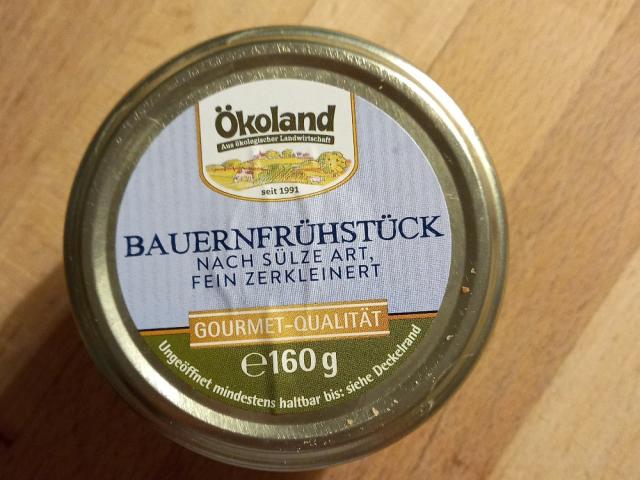 Ökoland
Aus ökologischer Landwirtschaft
seit 1991
BAUERNFRÜHSTÜCK
NACH SÜLZE ART,
FEIN ZERKLEINERT
GOURMET-QUALITÄT
℮160 g
Ungeöffnet mindestens haltbar bis: siehe Deckelrand